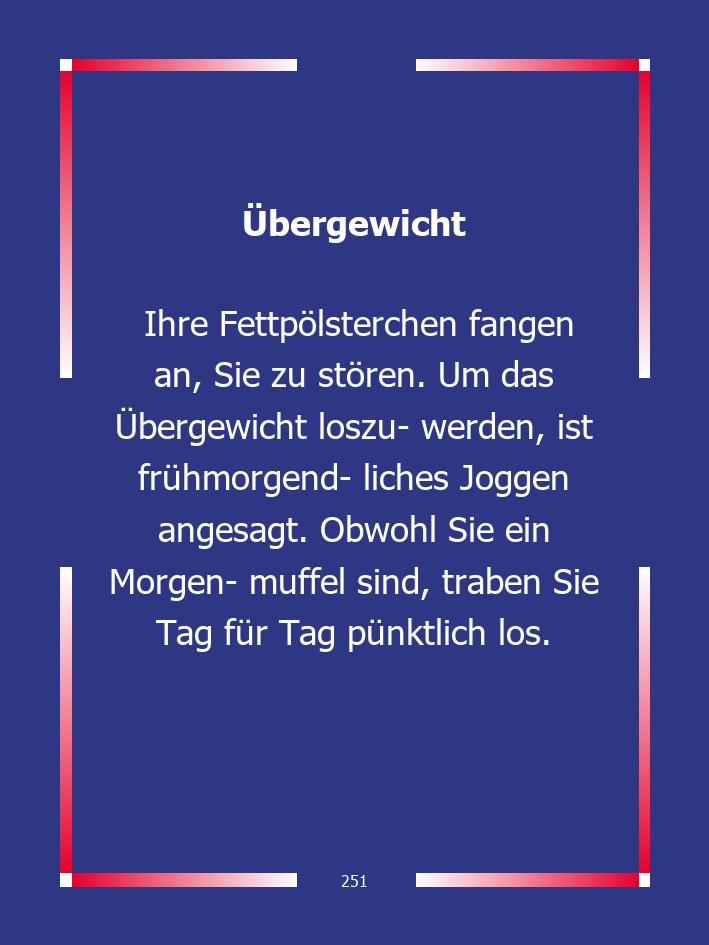 Übergewicht
Ihre Fettpölsterchen fangen
an, Sie zu stören. Um das
Übergewicht loszu- werden, ist
frühmorgend- liches Joggen
angesagt. Obwohl Sie ein
Morgen- muffel sind, traben Sie
Tag für Tag pünktlich los.
251